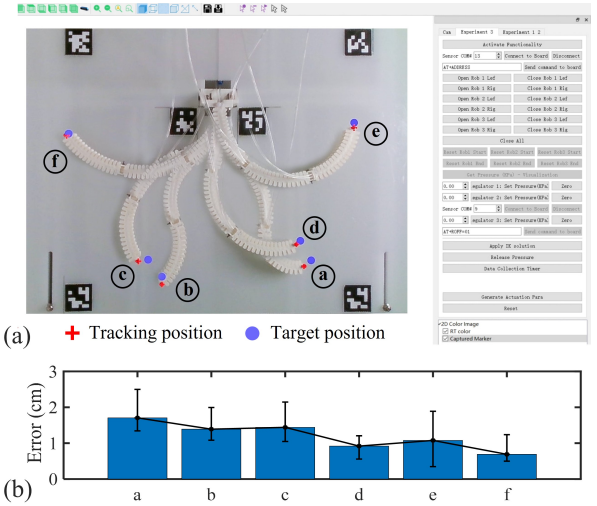 Cam Experiment 3 Experiment 1 2
Activate Functionality
Sensor COM# 13 Connect to Board Disconnect
AT+ADDRESS Send command to board
Open Rob 1 Lef Close Rob 1 Lef
Open Rob 1 Rig Close Rob 1 Rig
Open Rob 2 Lef Close Rob 2 Lef
Open Rob 2 Rig Close Rob 2 Rig
Open Rob 3 Lef Close Rob 3 Lef
Open Rob 3 Rig Close Rob 3 Rig
Close All
Reset Rob1 Start Reset Rob2 Start Reset Rob3 Start
Reset Rob1 End Reset Rob2 End Reset Rob3 End
Get Pressure (KPa) + Visualization
0.00 egulator 1: Set Pressure(KPa) Zero
0.00 egulator 2: Set Pressure(KPa) Zero
Sensor COM# 9 Connect to Board Disconnect
0.00 egulator 3: Set Pressure(KPa) Zero
Send command to board
Apply IK solution
Release Pressure
Data Collection Timer
Generate Actuation Para
Reset
2D Color Image
RT color
Captured Marker
e
f
d
c
a
b
(a)
Tracking position Target position
Error (cm)
3
2
1
0
a b c d e f
(b)